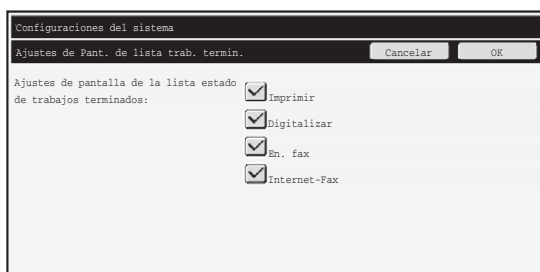 Configuraciones del sistema
Ajustes de Pant. de lista trab. termin.
Cancelar
OK
Ajustes de pantalla de la lista estado
de trabajos terminados:
Imprimir
Digitalizar
En. fax
Internet-Fax